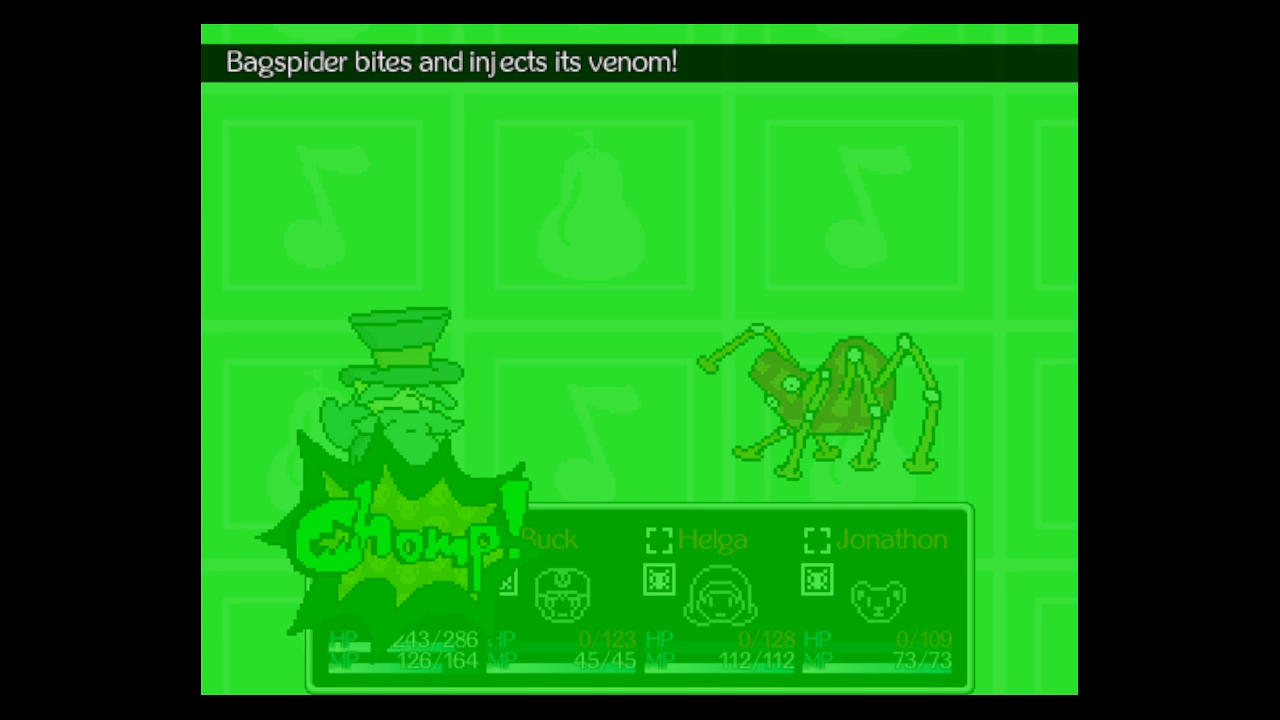 Bagspider bites and injects its venom!
Chomp!
Buck Helga Jonathon
HP 243/286 HP 0/123 HP 0/128 HP 0/109
MP 126/164 MP 45/45 MP 112/112 MP 73/73